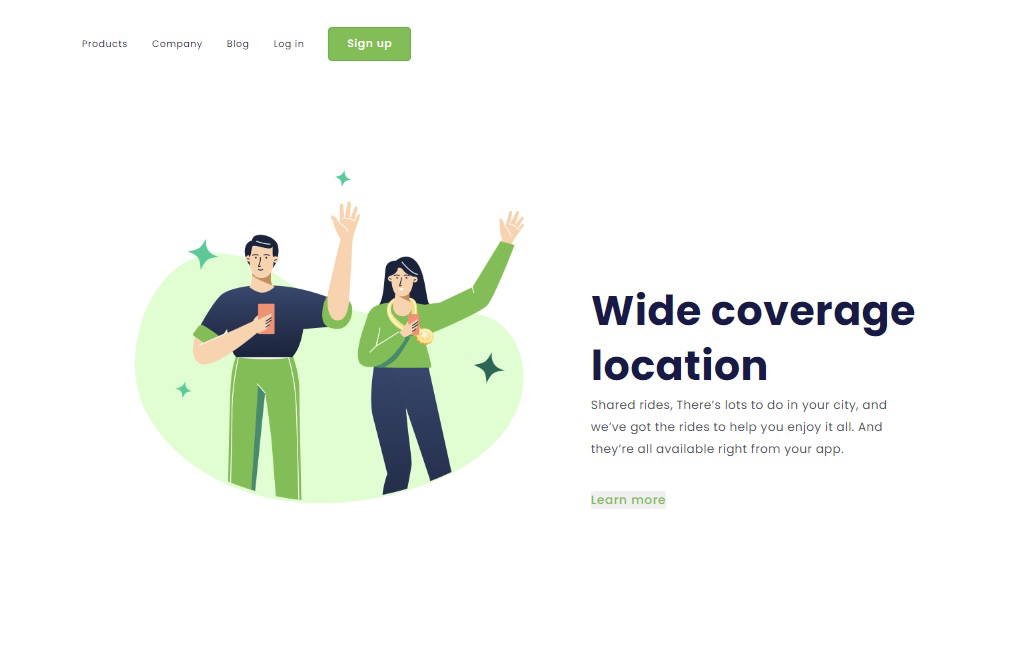 Products Company Blog Log in Sign up
Wide coverage
location
Shared rides, There’s lots to do in your city, and
we’ve got the rides to help you enjoy it all. And
they’re all available right from your app.
Learn more